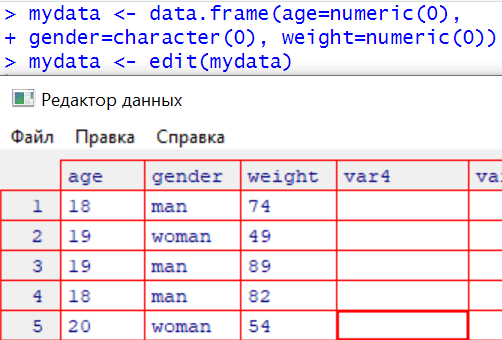 > mydata <- data.frame(age=numeric(0),
+ gender=character(0), weight=numeric(0))
> mydata <- edit(mydata)
Редактор данных
Файл Правка Справка
age gender weight var4 va
1 18 man 74
2 19 woman 49
3 19 man 89
4 18 man 82
5 20 woman 54